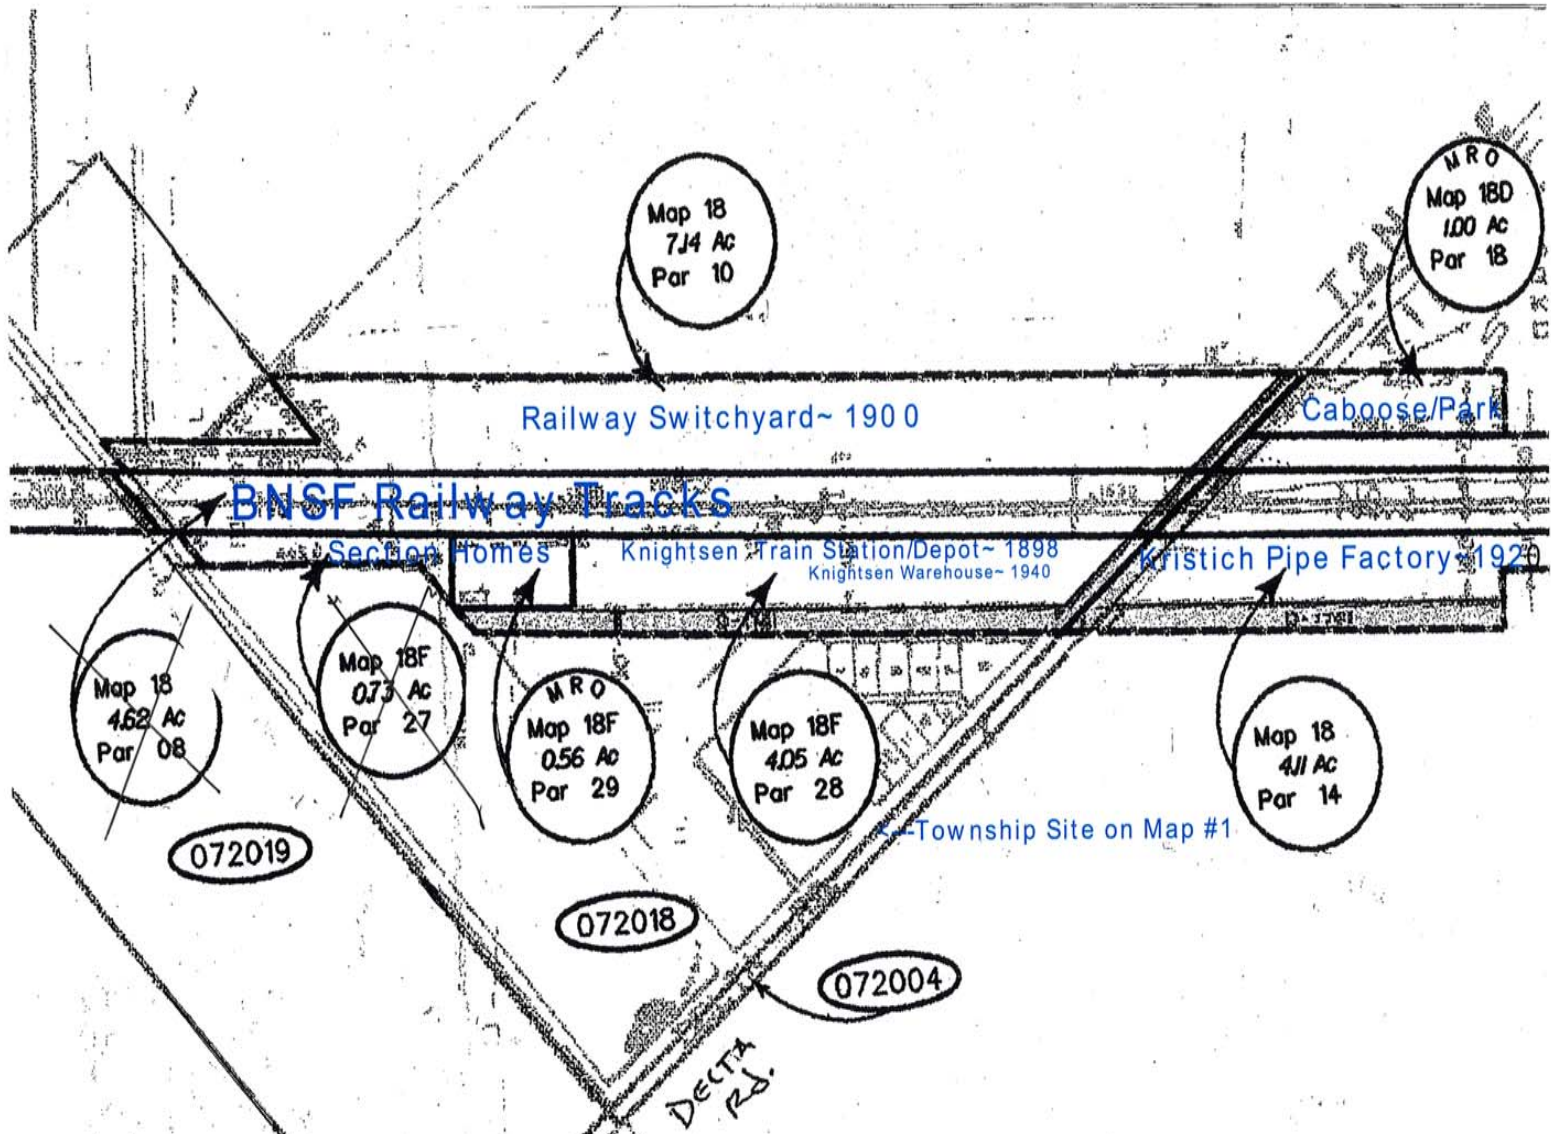 MRO
Map 18D
1.00 Ac
Par 18
Map 18
7.14 Ac
Par 10
T.2N
Railway Switchyard~ 1900
Caboose/Park
BNSF Railway Tracks
Section Homes
Knightsen Train Station/Depot~ 1898
Knightsen Warehouse~ 1940
Kristich Pipe Factory~1920
Map 18
4.62 Ac
Par 08
Map 18F
0.73 Ac
Par 27
MRO
Map 18F
0.56 Ac
Par 29
Map 18F
4.05 Ac
Par 28
Map 18
4.11 Ac
Par 14
<--Township Site on Map #1
072019
072018
072004
DELTA
Rd.